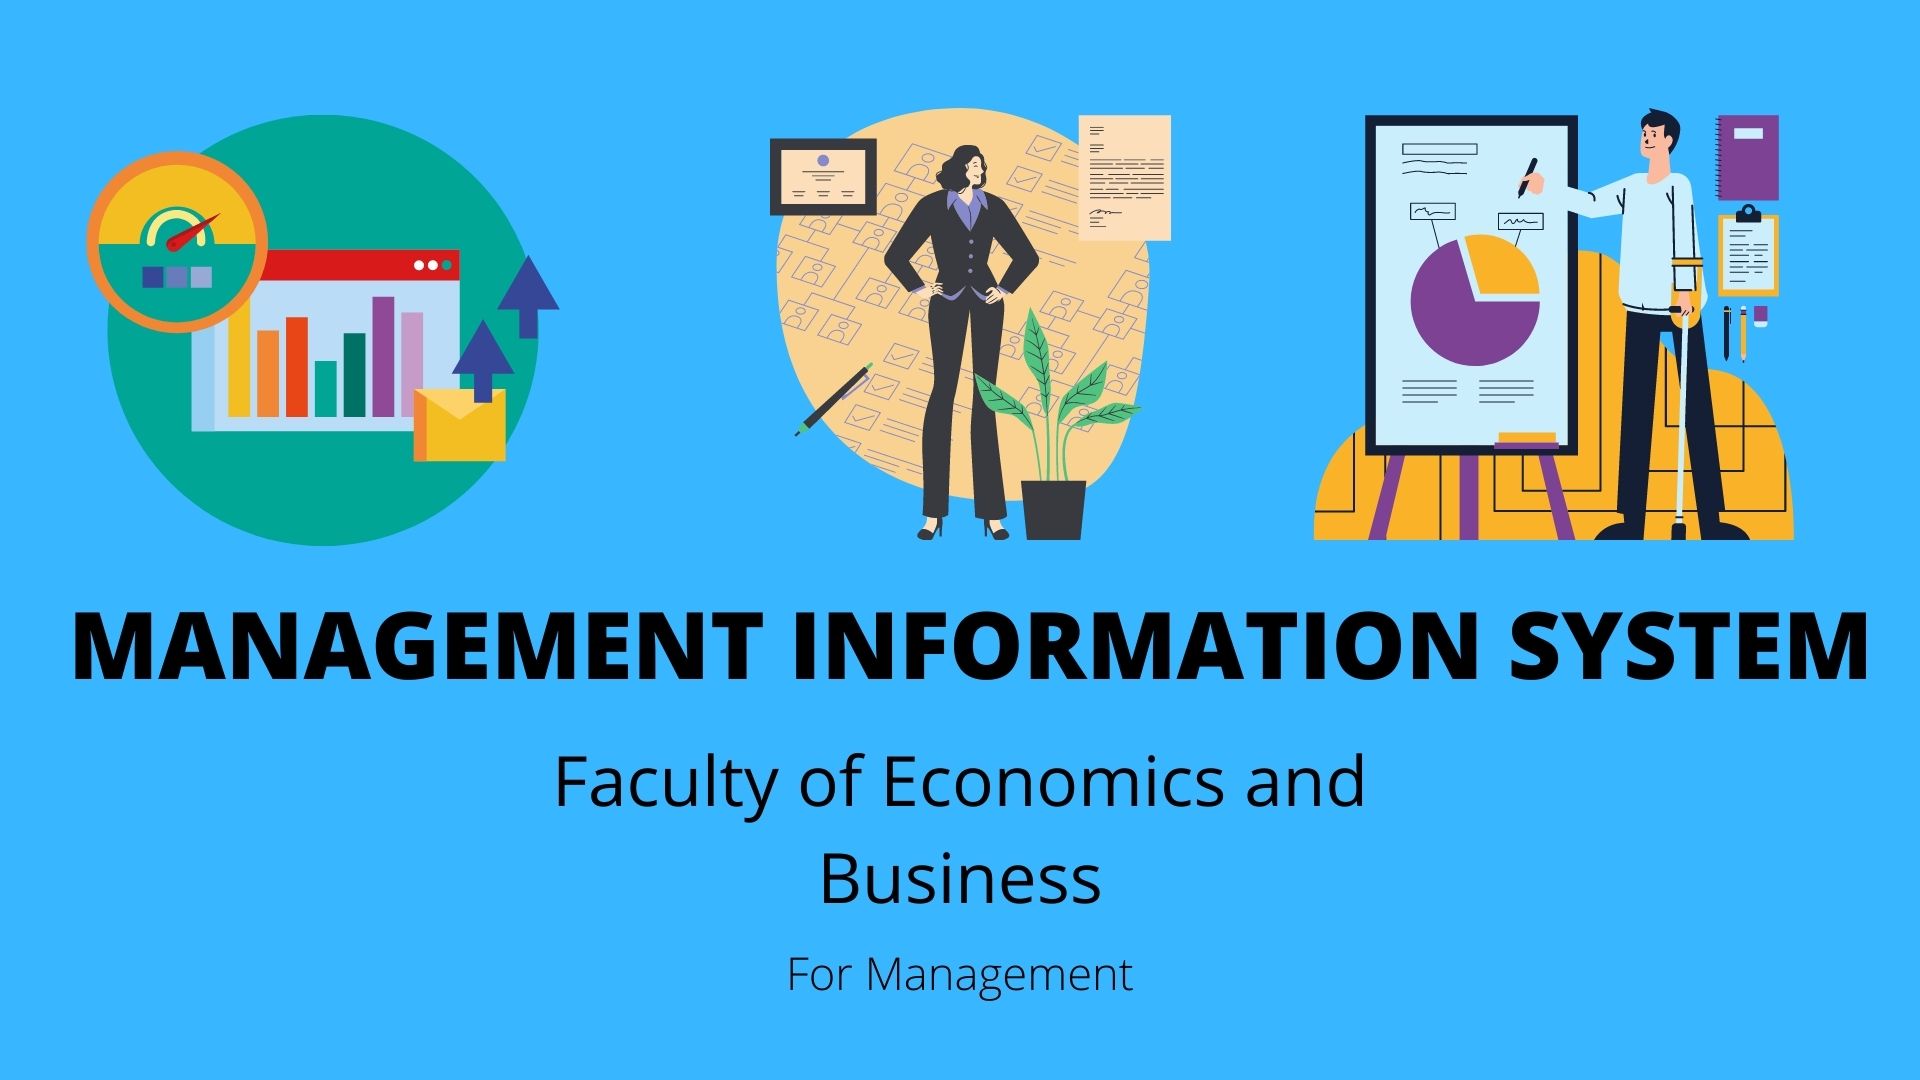 MANAGEMENT INFORMATION SYSTEM
Faculty of Economics and
Business
For Management